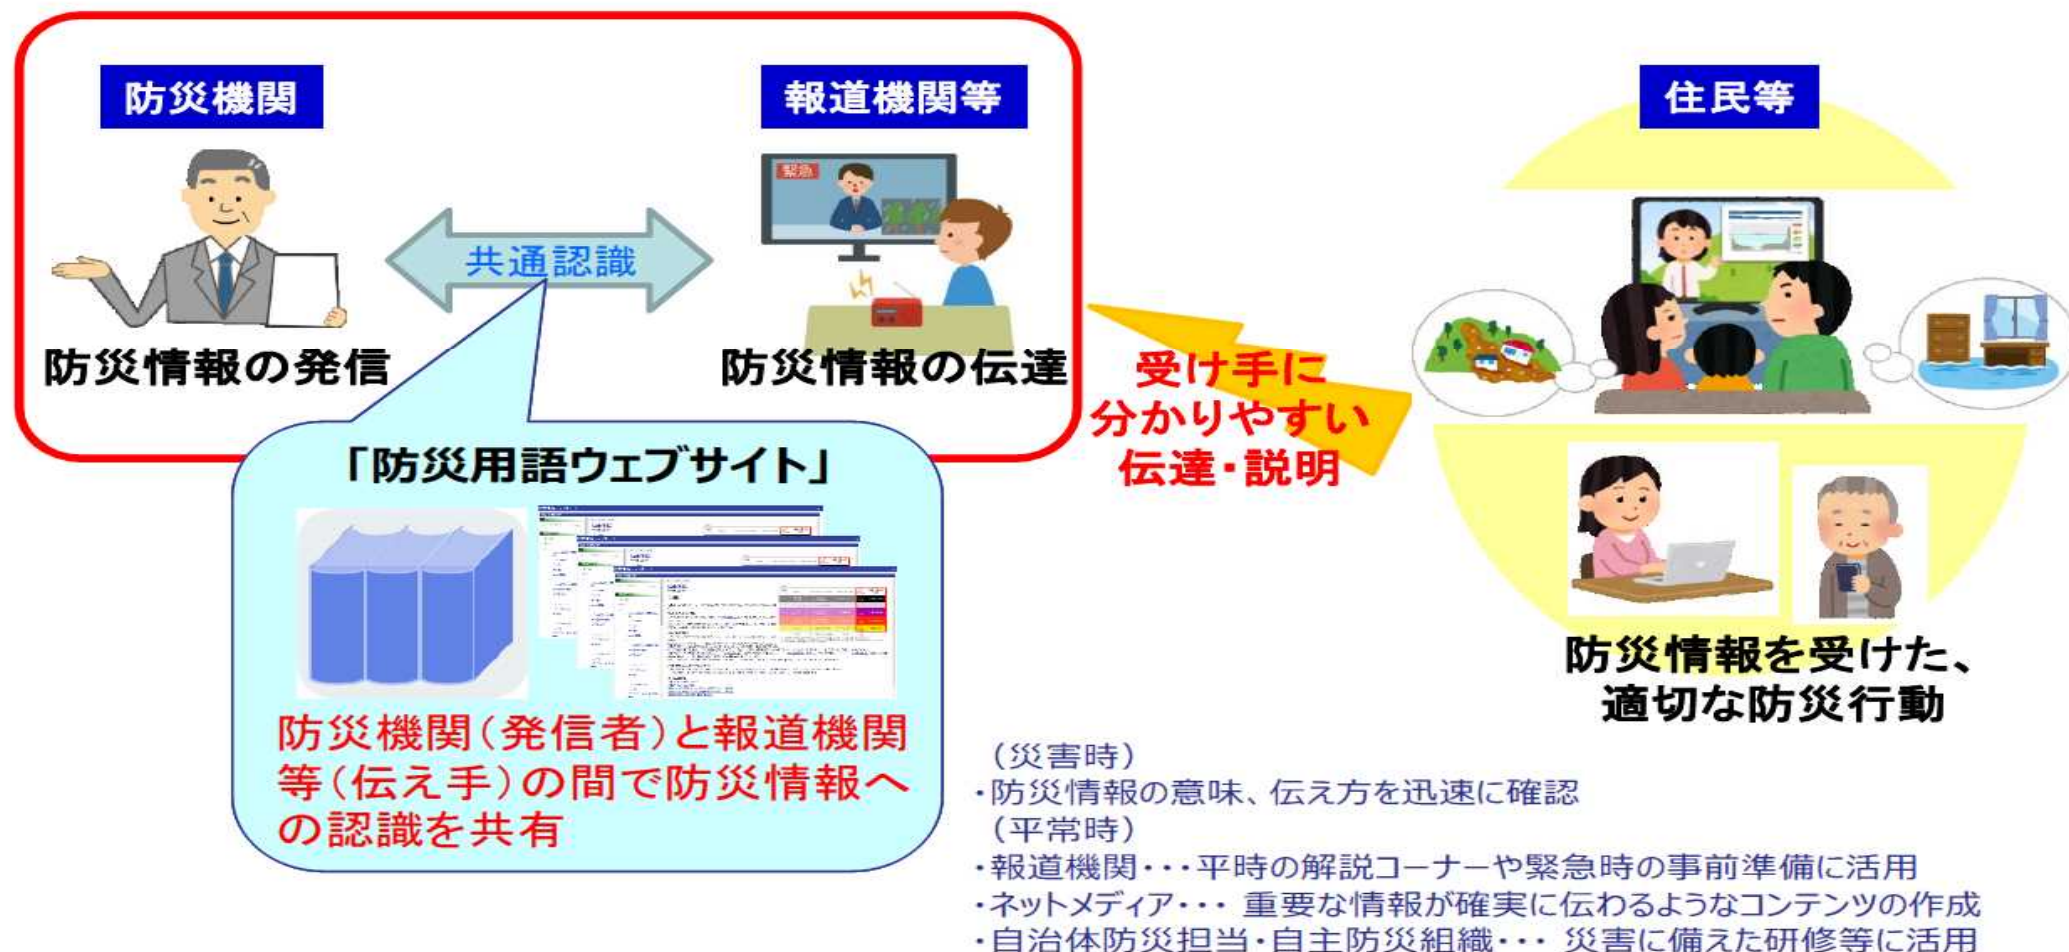 防災機関
報道機関等
住民等
緊急
共通認識
防災情報の発信
防災情報の伝達
受け手に
分かりやすい
伝達・説明
「防災用語ウェブサイト」
防災機関(発信者)と報道機関
等(伝え手)の間で防災情報へ
の認識を共有
防災情報を受けた、
適切な防災行動
(災害時)
・防災情報の意味、伝え方を迅速に確認
(平常時)
・報道機関・・・平時の解説コーナーや緊急時の事前準備に活用
・ネットメディア・・・ 重要な情報が確実に伝わるようなコンテンツの作成
・自治体防災担当・自主防災組織・・・ 災害に備えた研修等に活用